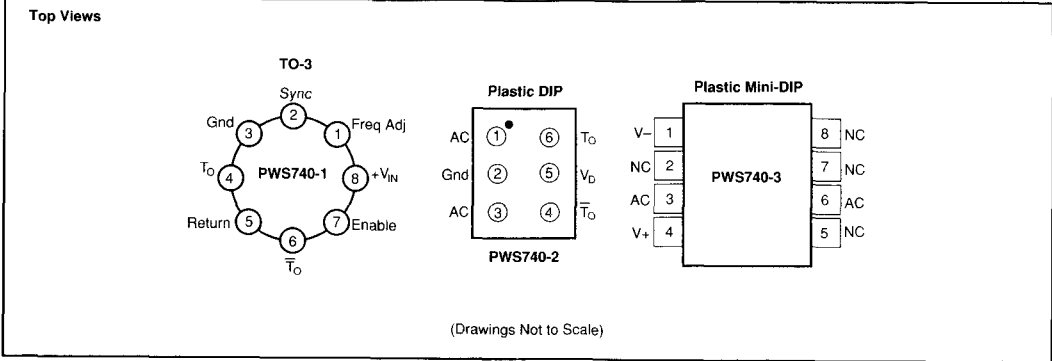 Top Views
TO-3
Sync
2
Gnd 3
1 Freq Adj
T_O 4
PWS740-1
8 +V_IN
Return 5
7 Enable
6
T̅_O
Plastic DIP
AC 1 6 T_O
Gnd 2 5 V_D
AC 3 4 T̅_O
PWS740-2
Plastic Mini-DIP
V– 1 8 NC
NC 2 7 NC
PWS740-3
AC 3 6 AC
V+ 4 5 NC
(Drawings Not to Scale)